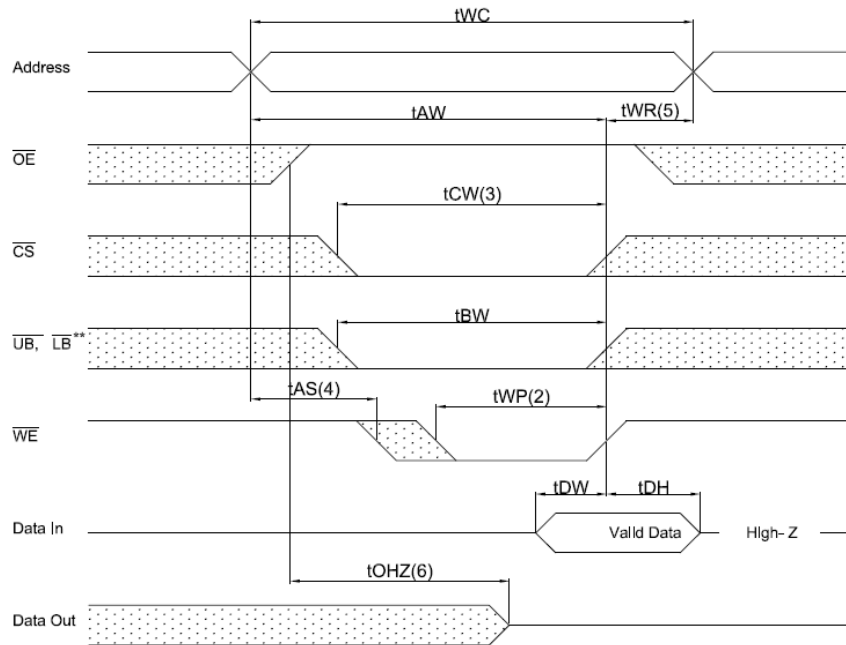 tWC
Address
tAW
tWR(5)
OE
tCW(3)
CS
tBW
UB, LB**
tAS(4)
tWP(2)
WE
tDW
tDH
Data In
Valid Data
High- Z
tOHZ(6)
Data Out